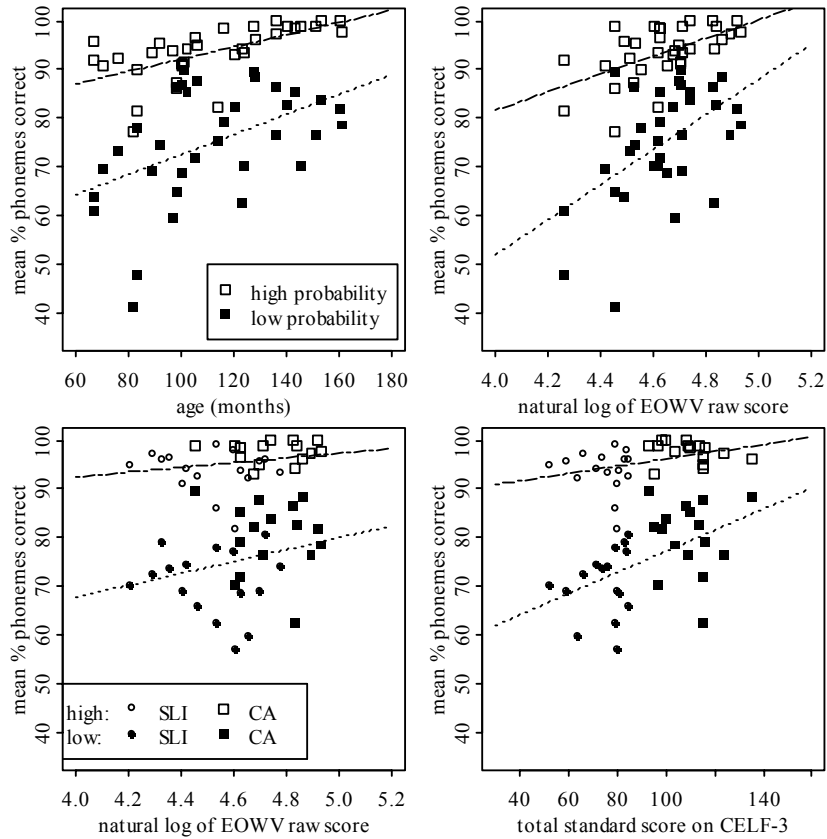 mean % phonemes correct
100
90
80
70
60
50
40
high probability
low probability
60 80 100 120 140 160 180
age (months)
mean % phonemes correct
100
90
80
70
60
50
40
4.0 4.2 4.4 4.6 4.8 5.0 5.2
natural log of EOWV raw score
mean % phonemes correct
100
90
80
70
60
50
40
high: SLI CA
low: SLI CA
4.0 4.2 4.4 4.6 4.8 5.0 5.2
natural log of EOWV raw score
mean % phonemes correct
100
90
80
70
60
50
40
40 60 80 100 140
total standard score on CELF-3